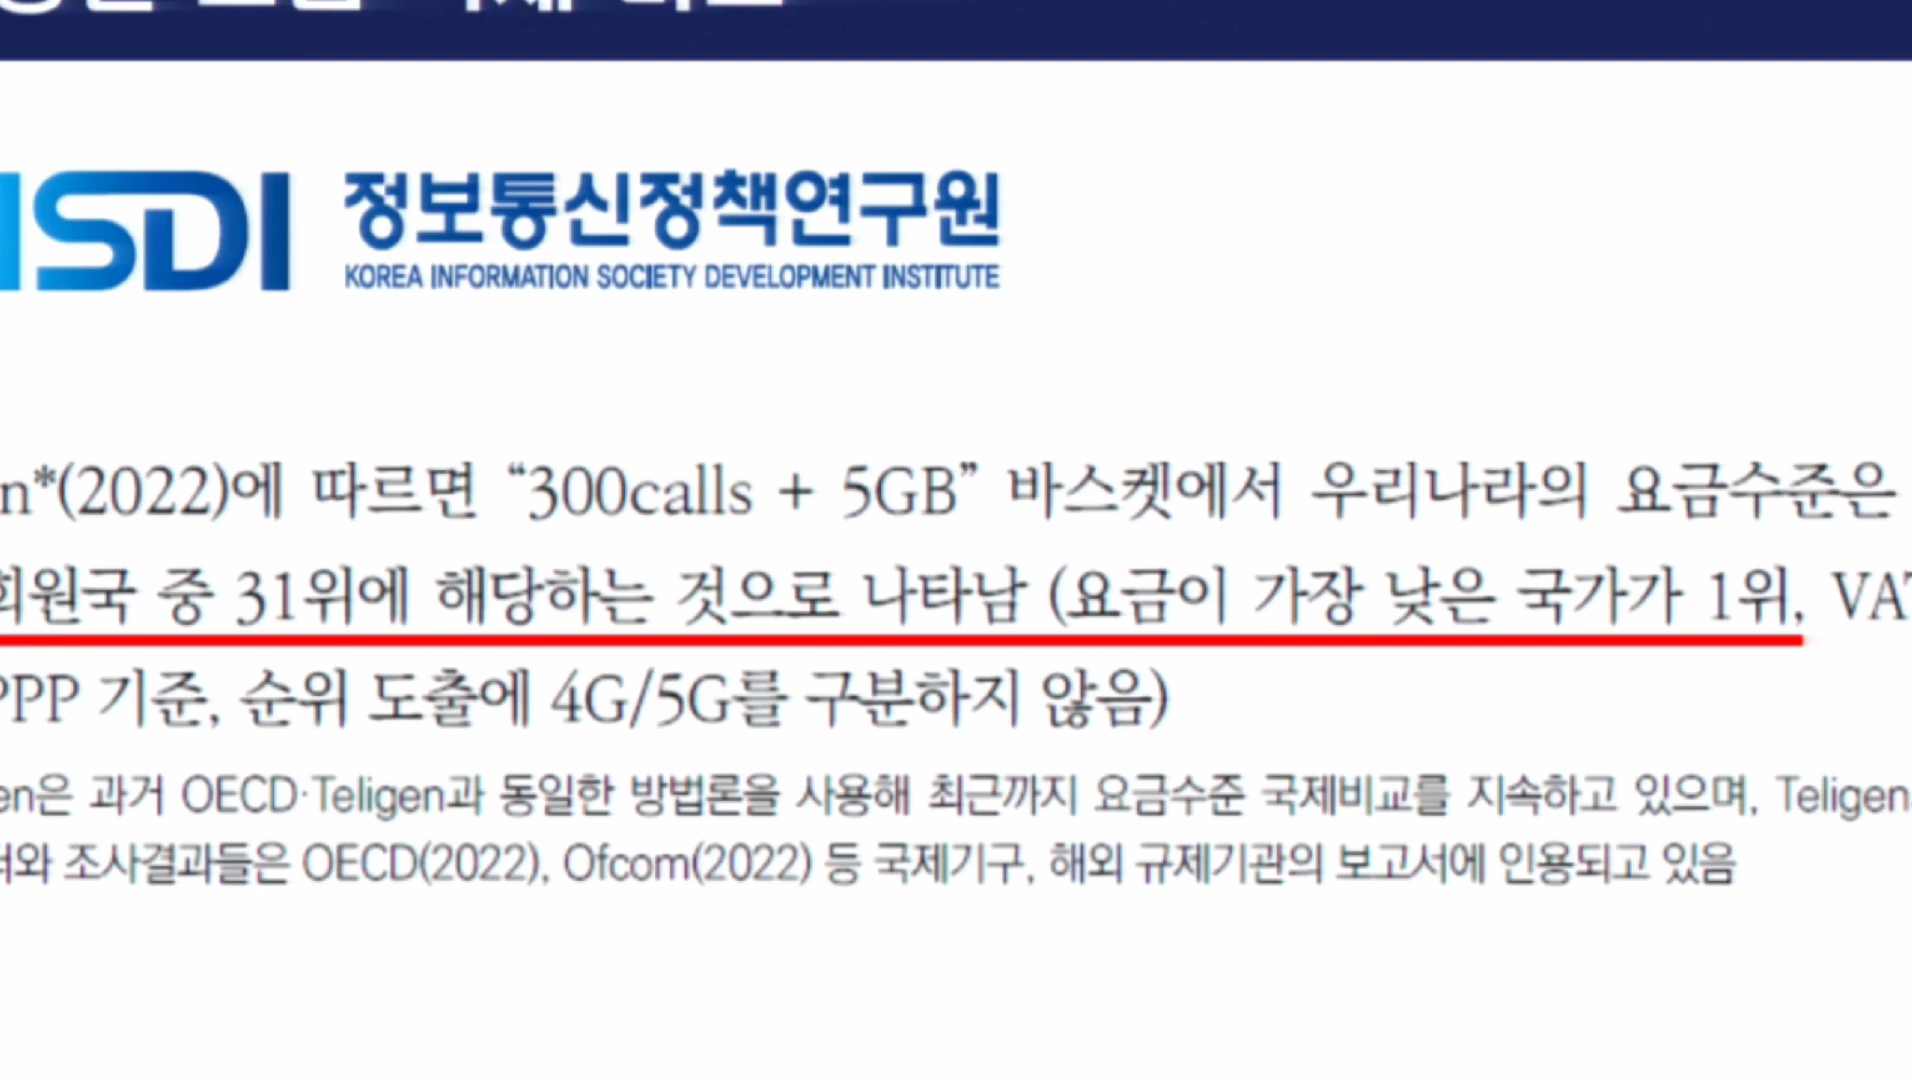 ISDI 정보통신정책연구원
KOREA INFORMATION SOCIETY DEVELOPMENT INSTITUTE
n*(2022)에 따르면 “300calls + 5GB” 바스켓에서 우리나라의 요금수준은
회원국 중 31위에 해당하는 것으로 나타남 (요금이 가장 낮은 국가가 1위, VAT
PPP 기준, 순위 도출에 4G/5G를 구분하지 않음)
en은 과거 OECD·Teligen과 동일한 방법론을 사용해 최근까지 요금수준 국제비교를 지속하고 있으며, Teligen
와 조사결과들은 OECD(2022), Ofcom(2022) 등 국제기구, 해외 규제기관의 보고서에 인용되고 있음